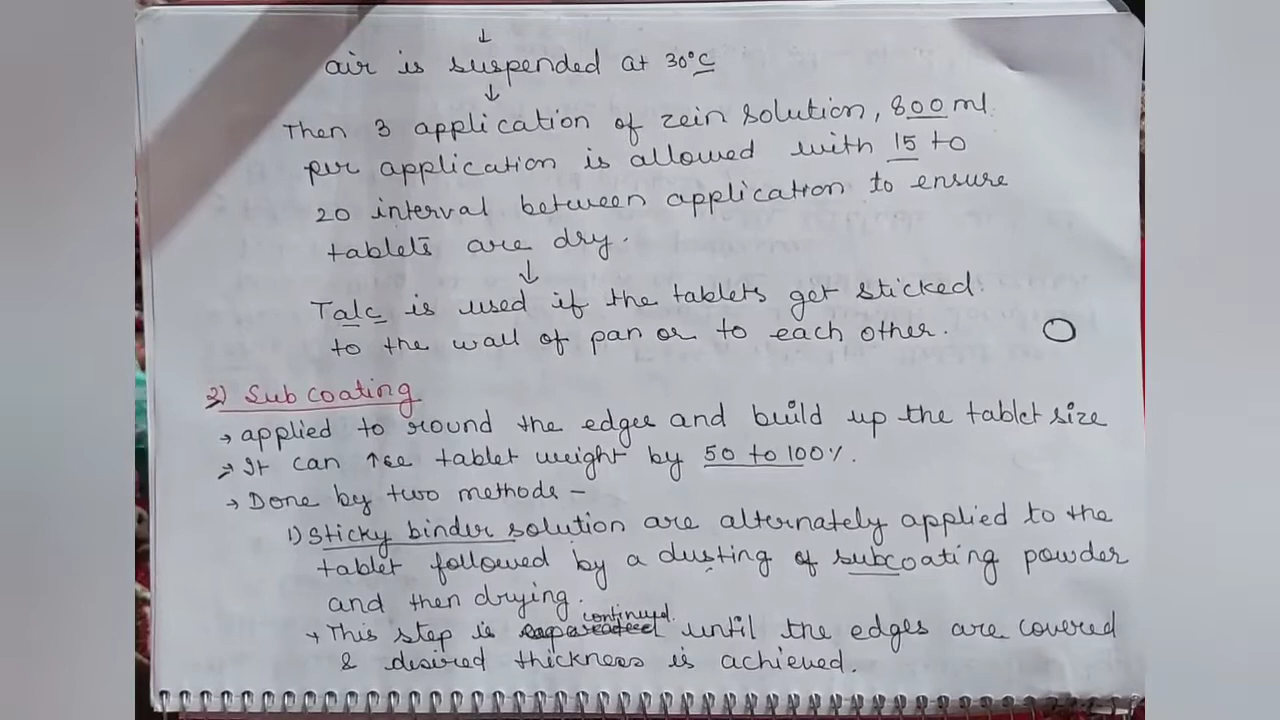 ↓
air is suspended at 30°C
↓
Then 3 application of zein solution, 800 ml.
per application is allowed with 15 to
20 interval between application to ensure
tablets are dry.
↓
Talc is used if the tablets get sticked.
to the wall of pan or to each other.
2) Sub coating
→ applied to round the edges and build up the tablet size
→ It can ↑se tablet weight by 50 to 100%.
→ Done by two methods –
1) Sticky binder solution are alternately applied to the
tablet followed by a dusting of subcoating powder
and then drying.
→ This step is continued until the edges are covered
& desired thickness is achieved.